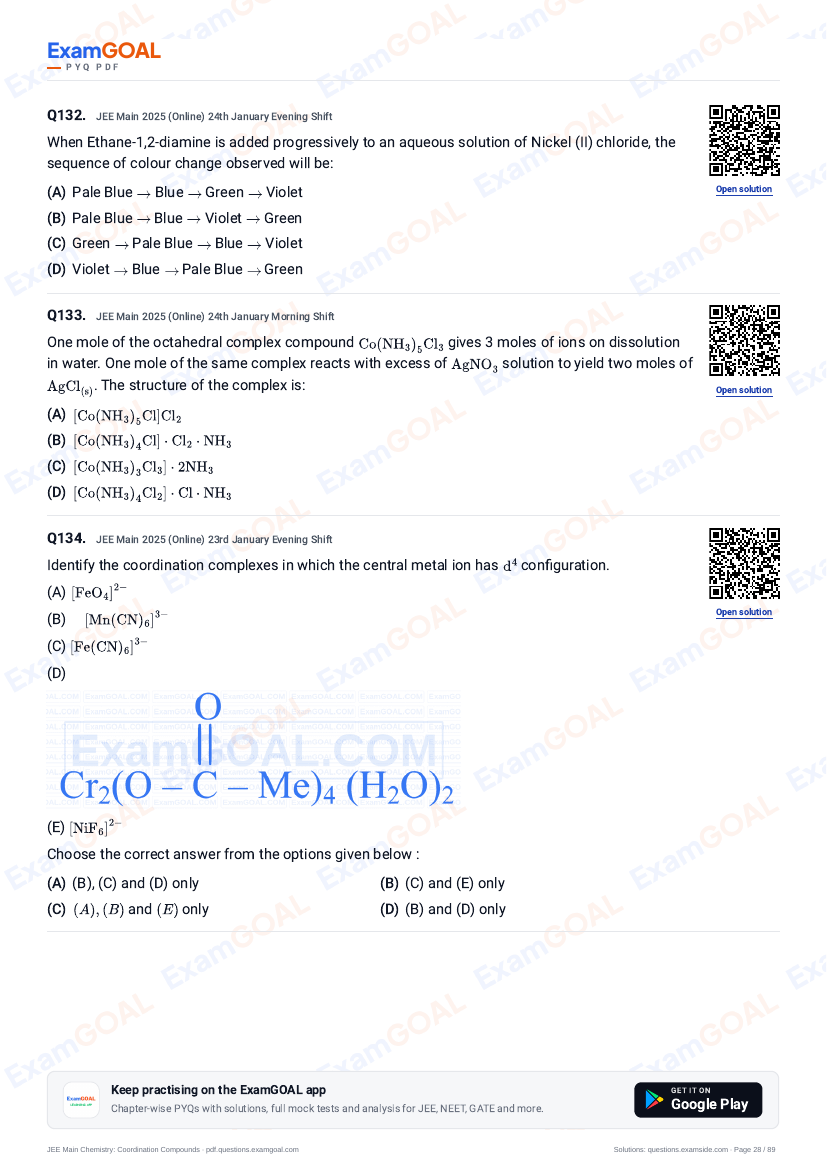 ExamGOAL
PYQ PDF
Q132. JEE Main 2025 (Online) 24th January Evening Shift
When Ethane-1,2-diamine is added progressively to an aqueous solution of Nickel (II) chloride, the
sequence of colour change observed will be:
(A) Pale Blue → Blue → Green → Violet
(B) Pale Blue → Blue → Violet → Green
(C) Green → Pale Blue → Blue → Violet
(D) Violet → Blue → Pale Blue → Green
Open solution
Q133. JEE Main 2025 (Online) 24th January Morning Shift
One mole of the octahedral complex compound Co(NH₃)₅Cl₃ gives 3 moles of ions on dissolution
in water. One mole of the same complex reacts with excess of AgNO₃ solution to yield two moles of
AgCl₍ₛ₎. The structure of the complex is:
(A) [Co(NH₃)₅Cl]Cl₂
(B) [Co(NH₃)₄Cl] · Cl₂ · NH₃
(C) [Co(NH₃)₃Cl₃] · 2NH₃
(D) [Co(NH₃)₄Cl₂] · Cl · NH₃
Open solution
Q134. JEE Main 2025 (Online) 23rd January Evening Shift
Identify the coordination complexes in which the central metal ion has d⁴ configuration.
(A) [FeO₄]²⁻
(B) [Mn(CN)₆]³⁻
(C) [Fe(CN)₆]³⁻
(D)
O
Cr₂(O – C – Me)₄ (H₂O)₂
ExamGOAL.COM
(E) [NiF₆]²⁻
Choose the correct answer from the options given below :
(A) (B), (C) and (D) only
(B) (C) and (E) only
(C) (A), (B) and (E) only
(D) (B) and (D) only
Open solution
Keep practising on the ExamGOAL app
Chapter-wise PYQs with solutions, full mock tests and analysis for JEE, NEET, GATE and more.
GET IT ON
Google Play
JEE Main Chemistry: Coordination Compounds · pdf.questions.examgoal.com
Solutions: questions.examside.com · Page 28 / 89